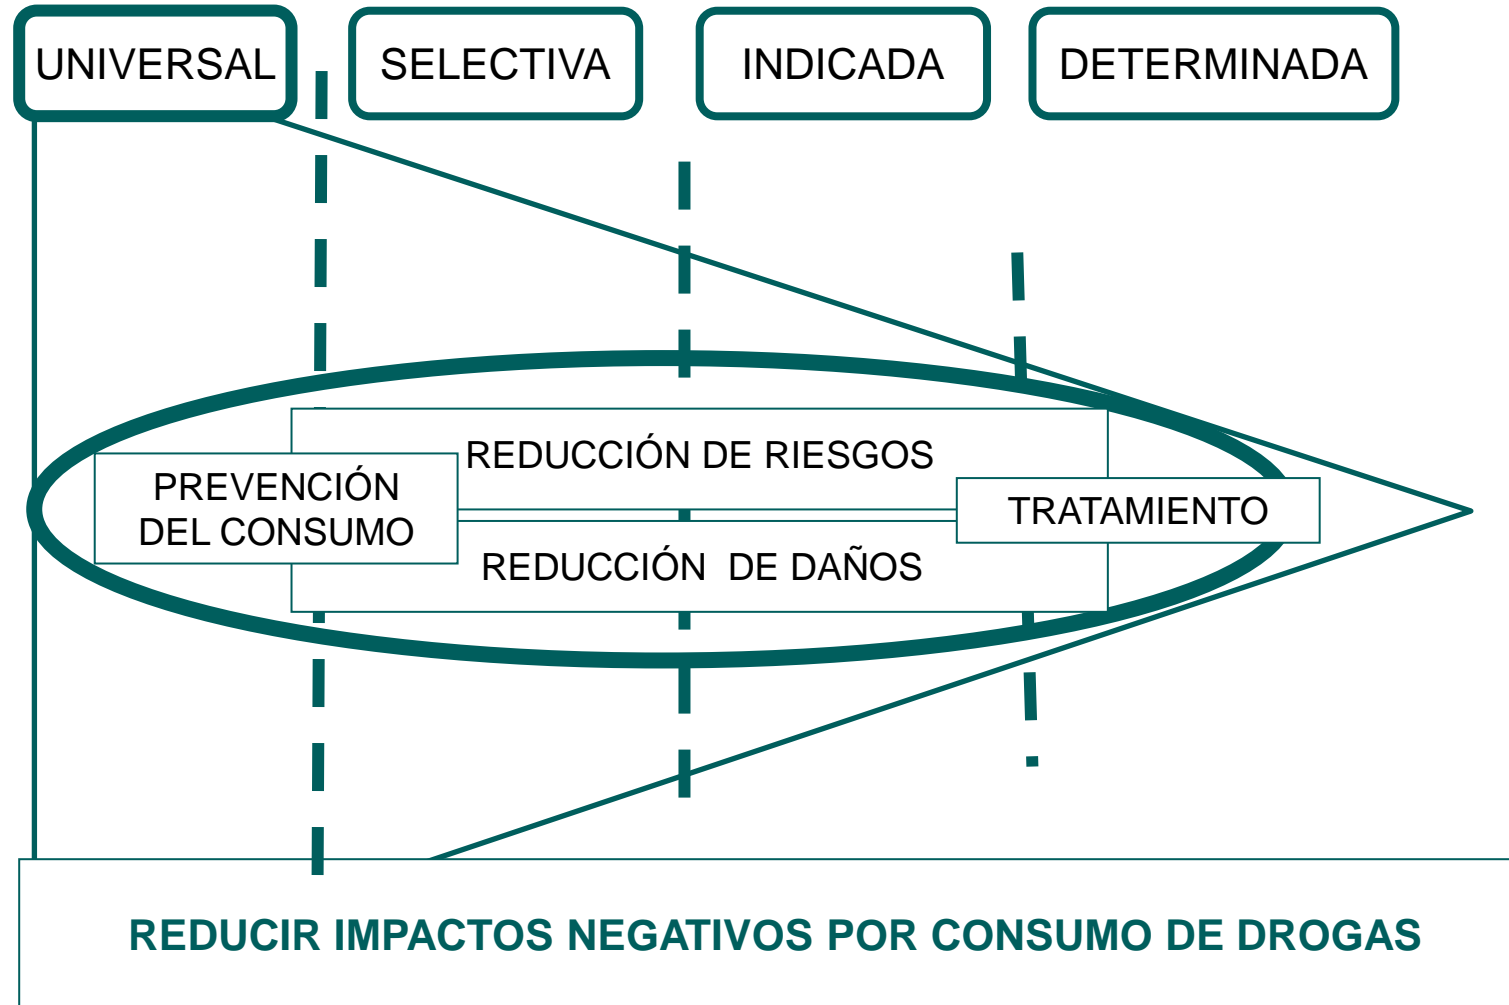 UNIVERSAL
SELECTIVA
INDICADA
DETERMINADA
REDUCCIÓN DE RIESGOS
PREVENCIÓN
DEL CONSUMO
TRATAMIENTO
REDUCCIÓN DE DAÑOS
REDUCIR IMPACTOS NEGATIVOS POR CONSUMO DE DROGAS